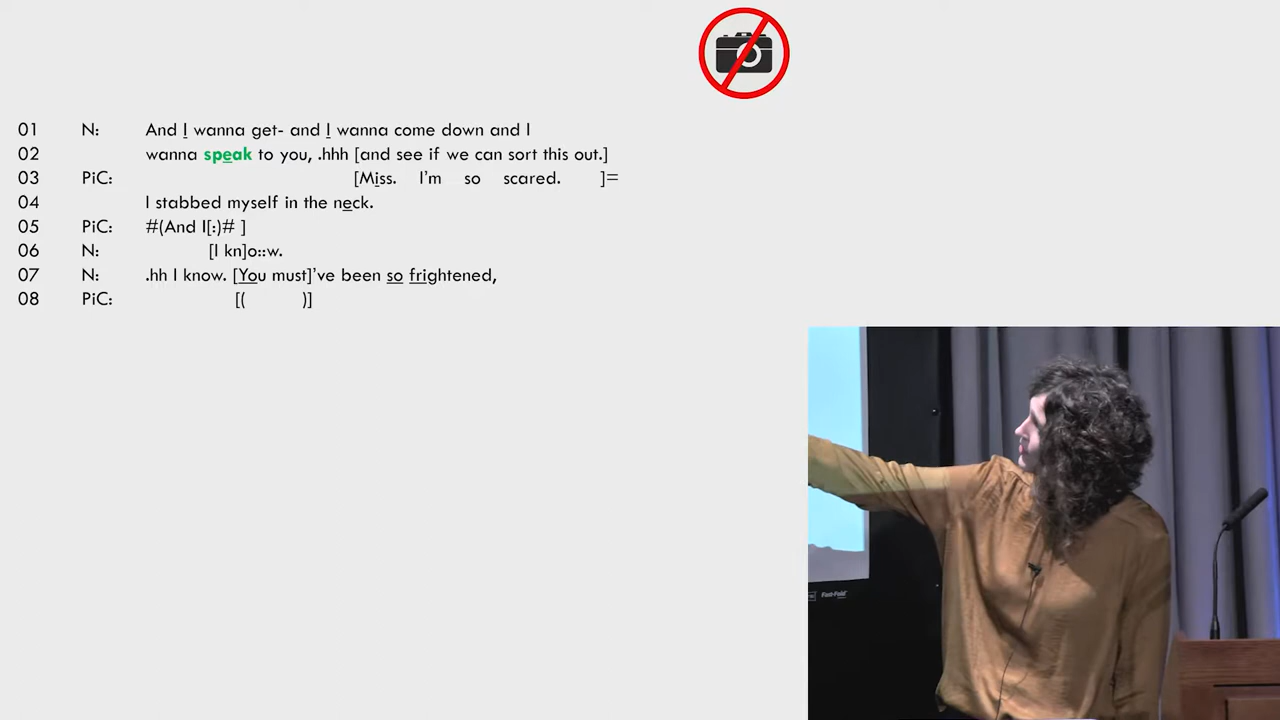 01 N: And I wanna get- and I wanna come down and I
02 wanna speak to you, .hhh [and see if we can sort this out.]
03 PiC: [Miss. I'm so scared. ]=
04 I stabbed myself in the neck.
05 PiC: #(And I[:)# ]
06 N: [I kn]o::w.
07 N: .hh I know. [You must]'ve been so frightened,
08 PiC: [( )]
Fast-Fold